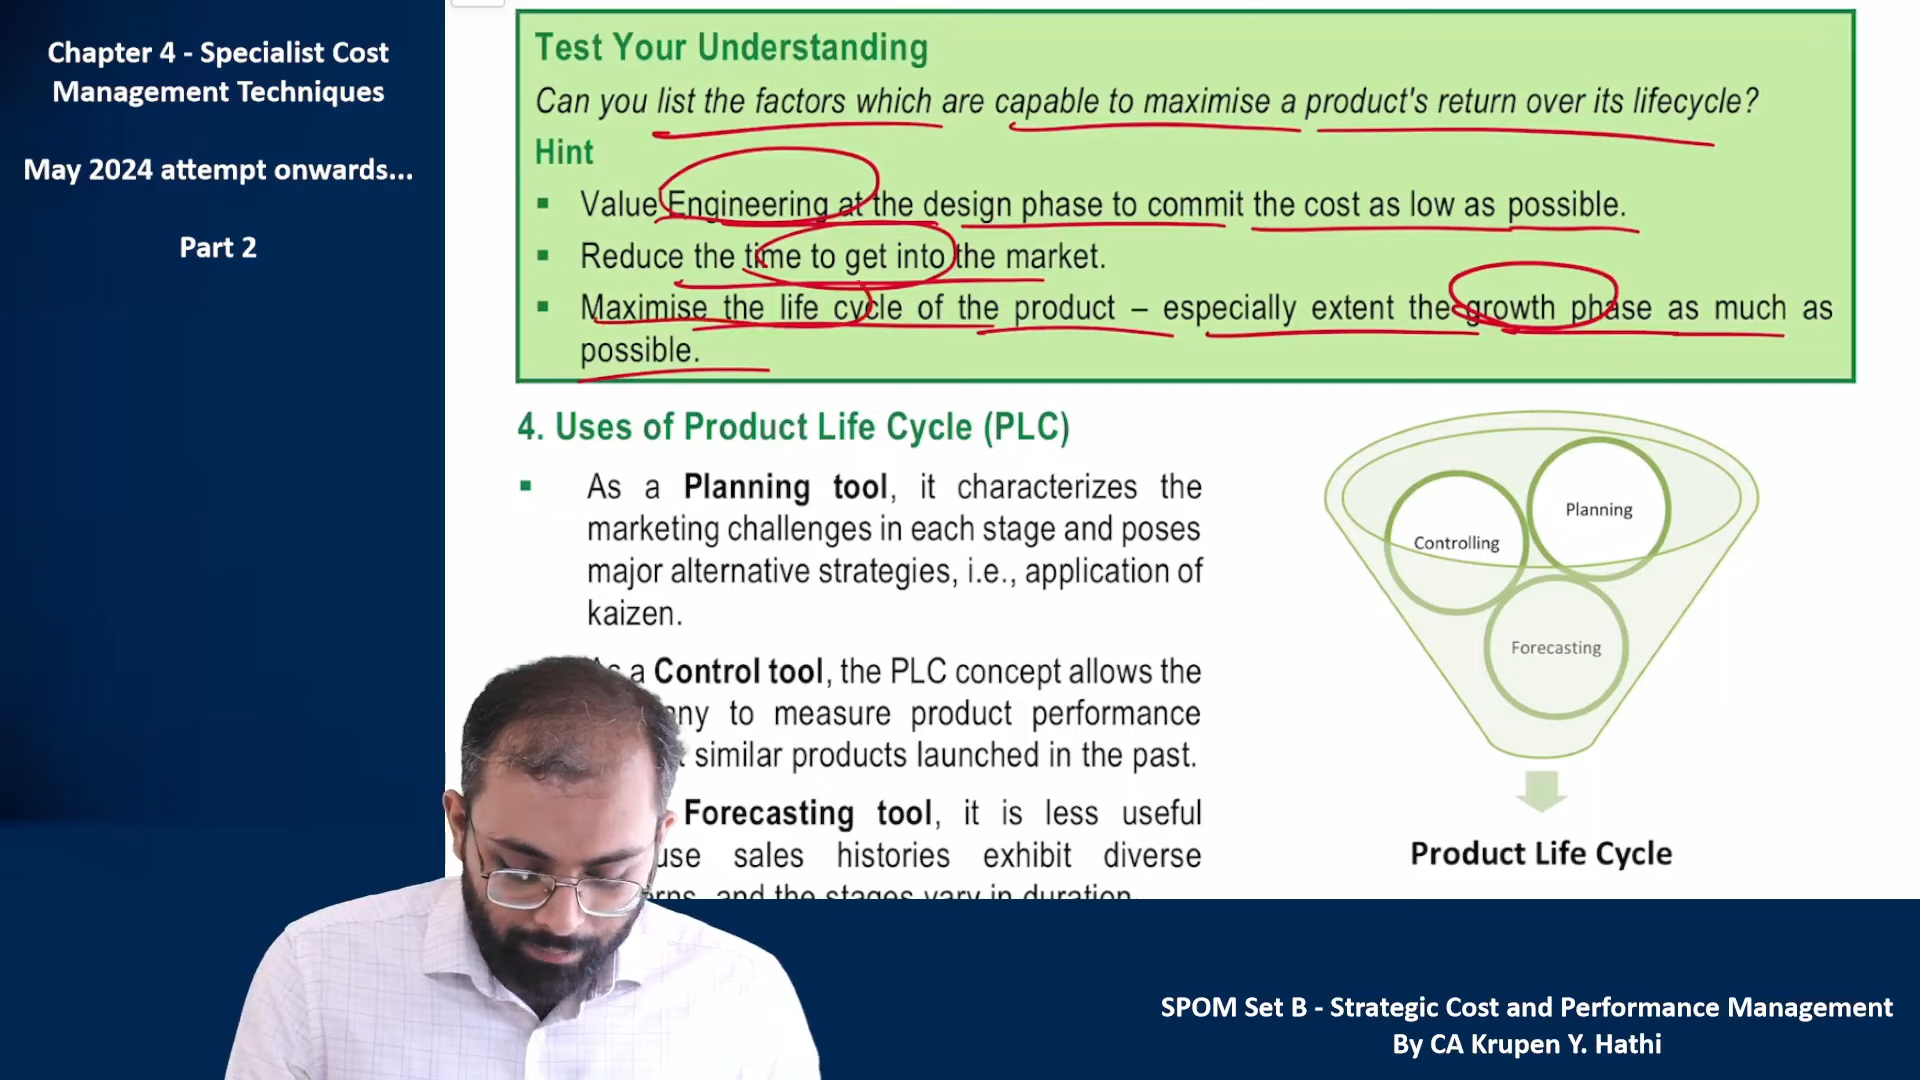 Chapter 4 - Specialist Cost
Management Techniques
May 2024 attempt onwards...
Part 2
Test Your Understanding
Can you list the factors which are capable to maximise a product's return over its lifecycle?
Hint
▪ Value Engineering at the design phase to commit the cost as low as possible.
▪ Reduce the time to get into the market.
▪ Maximise the life cycle of the product – especially extent the growth phase as much as
possible.
4. Uses of Product Life Cycle (PLC)
▪ As a Planning tool, it characterizes the
marketing challenges in each stage and poses
major alternative strategies, i.e., application of
kaizen.
a Control tool, the PLC concept allows the
to measure product performance
similar products launched in the past.
Forecasting tool, it is less useful
sales histories exhibit diverse
and the stages vary in duration.
Controlling
Planning
Forecasting
Product Life Cycle
SPOM Set B - Strategic Cost and Performance Management
By CA Krupen Y. Hathi